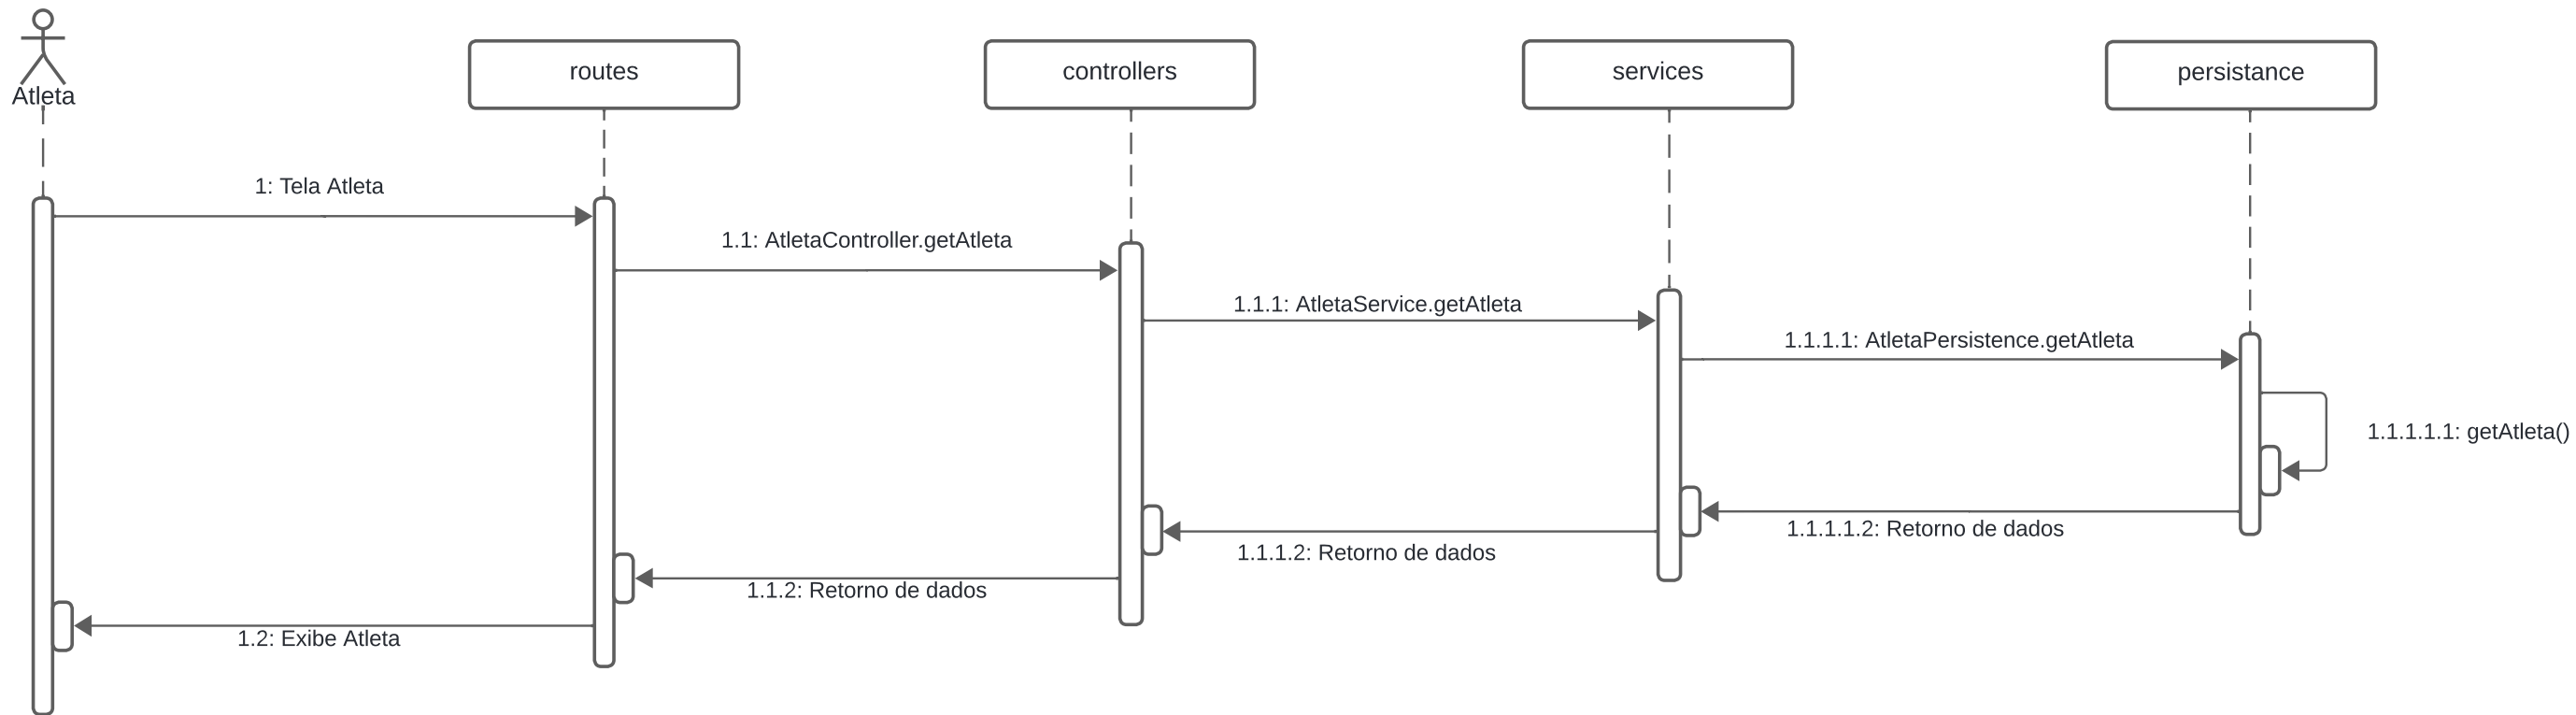 Atleta
routes
controllers
services
persistance
1: Tela Atleta
1.1: AtletaController.getAtleta
1.1.1: AtletaService.getAtleta
1.1.1.1: AtletaPersistence.getAtleta
1.1.1.1.1: getAtleta()
1.1.1.1.2: Retorno de dados
1.1.1.2: Retorno de dados
1.1.2: Retorno de dados
1.2: Exibe Atleta